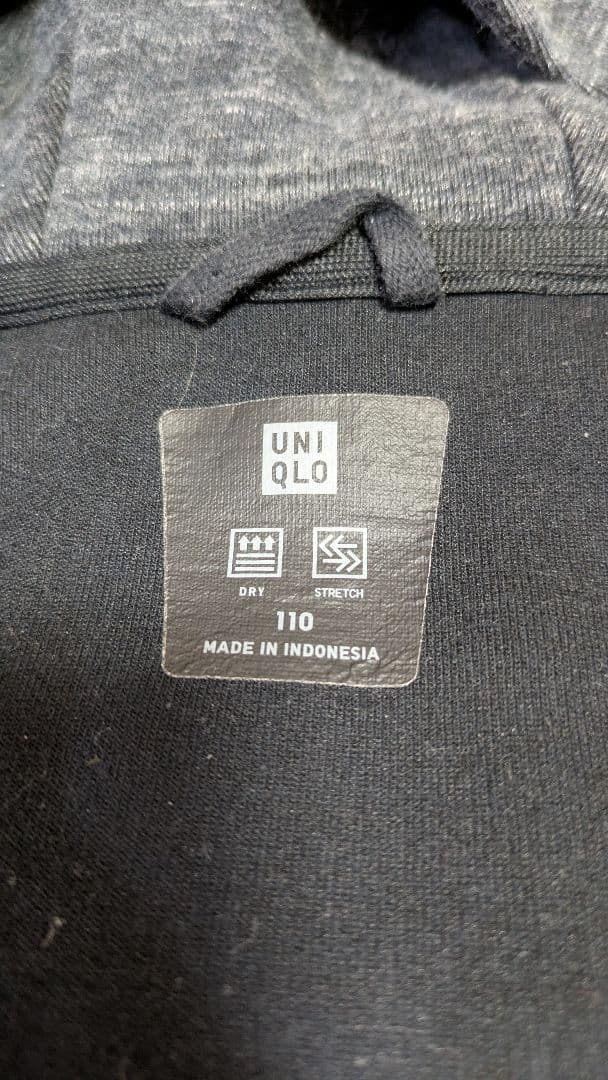 UNI
QLO
DRY STRETCH
110
MADE IN INDONESIA